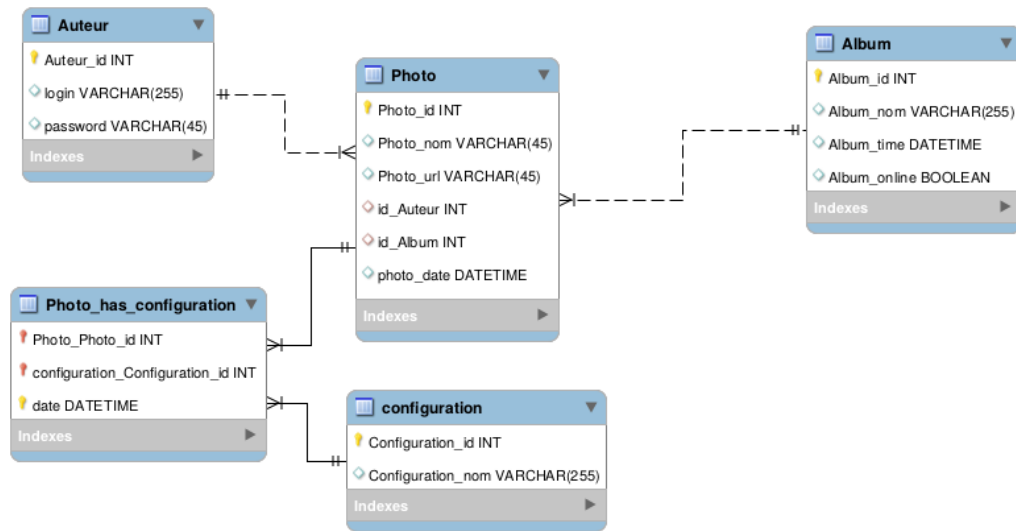 Auteur
Auteur_id INT
login VARCHAR(255)
password VARCHAR(45)
Indexes
Photo
Photo_id INT
Photo_nom VARCHAR(45)
Photo_url VARCHAR(45)
id_Auteur INT
id_Album INT
photo_date DATETIME
Indexes
Album
Album_id INT
Album_nom VARCHAR(255)
Album_time DATETIME
Album_online BOOLEAN
Indexes
Photo_has_configuration
Photo_Photo_id INT
configuration_Configuration_id INT
date DATETIME
Indexes
configuration
Configuration_id INT
Configuration_nom VARCHAR(255)
Indexes